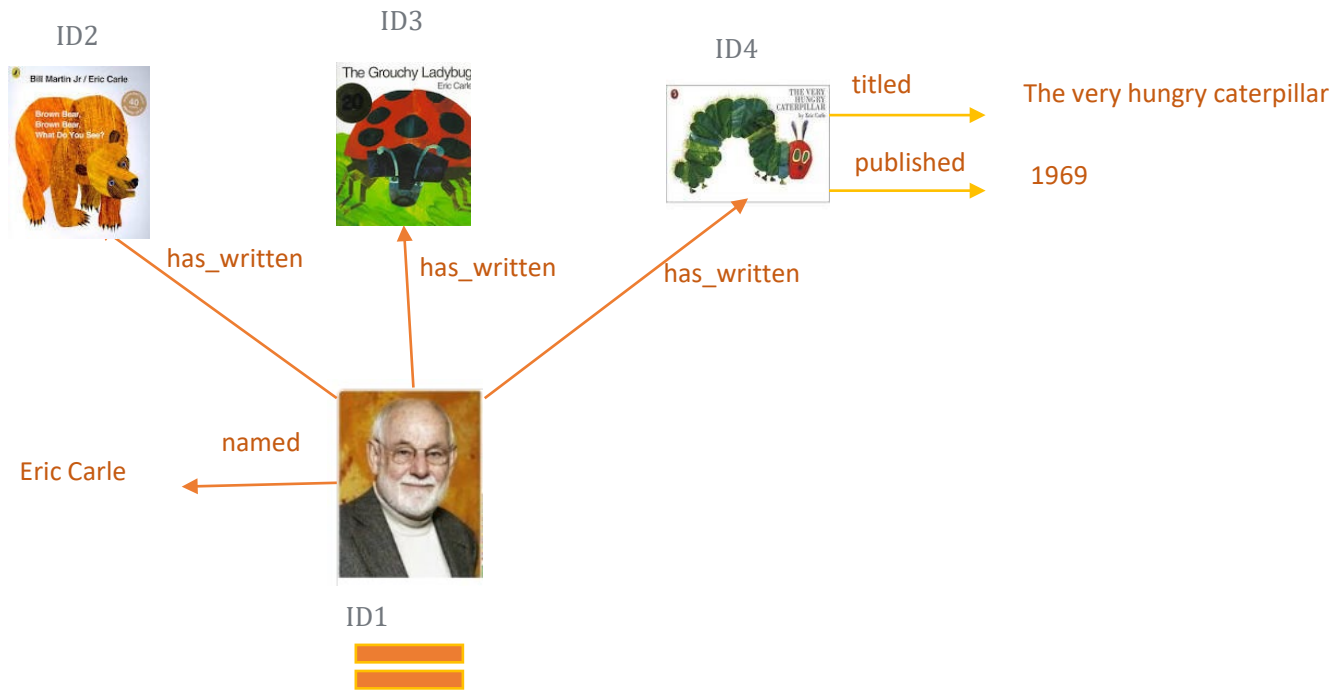 ID2
ID3
ID4
Bill Martin Jr / Eric Carle
40
Brown Bear,
Brown Bear,
What Do You See?
The Grouchy Ladybug
Eric Carle
20
THE VERY
HUNGRY
CATERPILLAR
by Eric Carle
titled
The very hungry caterpillar
published
1969
has_written
has_written
has_written
named
Eric Carle
ID1